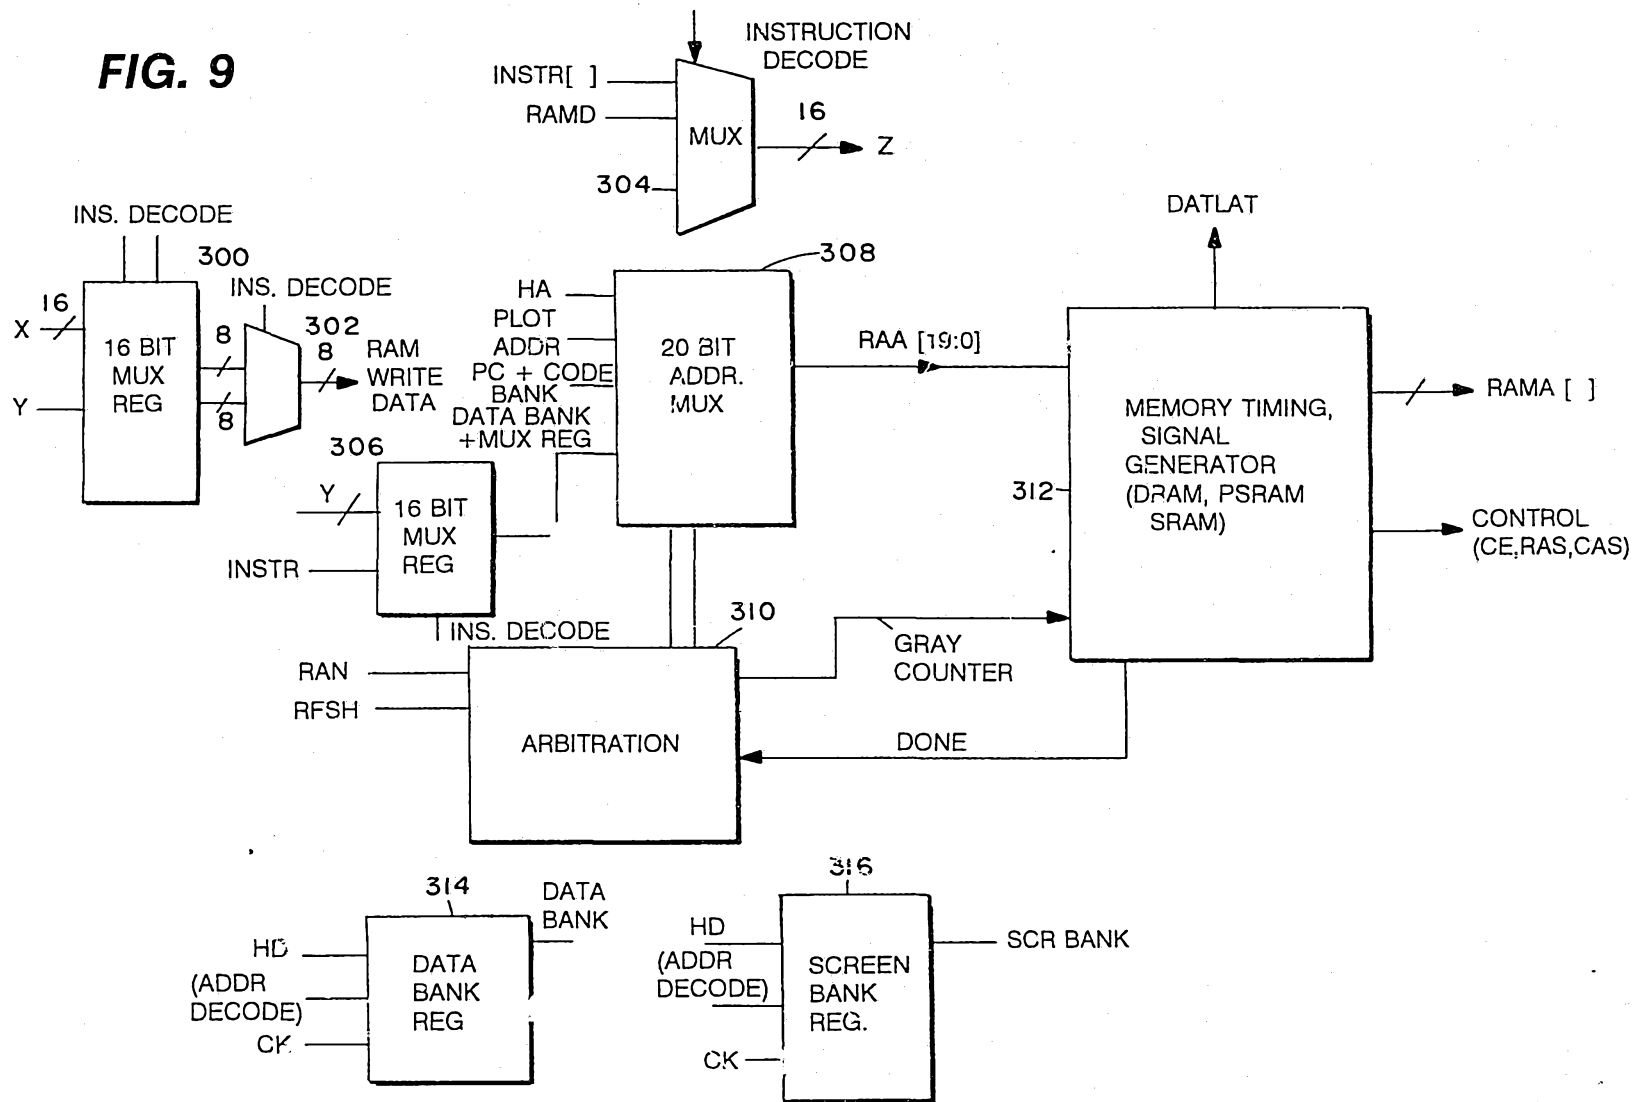 FIG. 9
INSTRUCTION
DECODE
INSTR[ ]
RAMD
MUX
16
Z
304
INS. DECODE
300
16
X
Y
16 BIT
MUX
REG
8
8
INS. DECODE
302
8
RAM
WRITE
DATA
308
HA
PLOT
ADDR
PC + CODE
BANK
DATA BANK
+MUX REG
20 BIT
ADDR.
MUX
RAA [19:0]
DATLAT
MEMORY TIMING,
SIGNAL
GENERATOR
(DRAM, PSRAM
SRAM)
312
RAMA [ ]
CONTROL
(CE,RAS,CAS)
306
Y
INSTR
16 BIT
MUX
REG
INS. DECODE
310
RAN
RFSH
ARBITRATION
GRAY
COUNTER
DONE
314
HD
(ADDR
DECODE)
CK
DATA
BANK
REG
DATA
BANK
316
HD
(ADDR
DECODE)
CK
SCREEN
BANK
REG.
SCR BANK